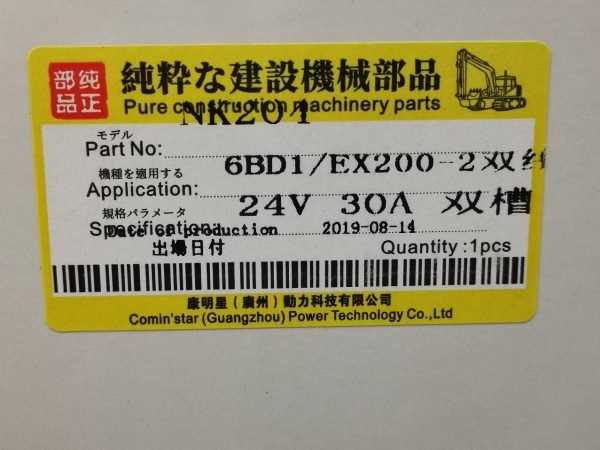 純正部品
純粋な建設機械部品
Pure construction machinery parts
NK201
モデル
Part No:
6BD1/EX200-2双
機種を適用する
Application:
24V 30A 双槽
規格パラメータ
Specification:
Date of production 2019-08-14
出場日付
Quantity:1pcs
康明星(廣州)動力科技有限公司
Comin'star (Guangzhou) Power Technology Co.,Ltd